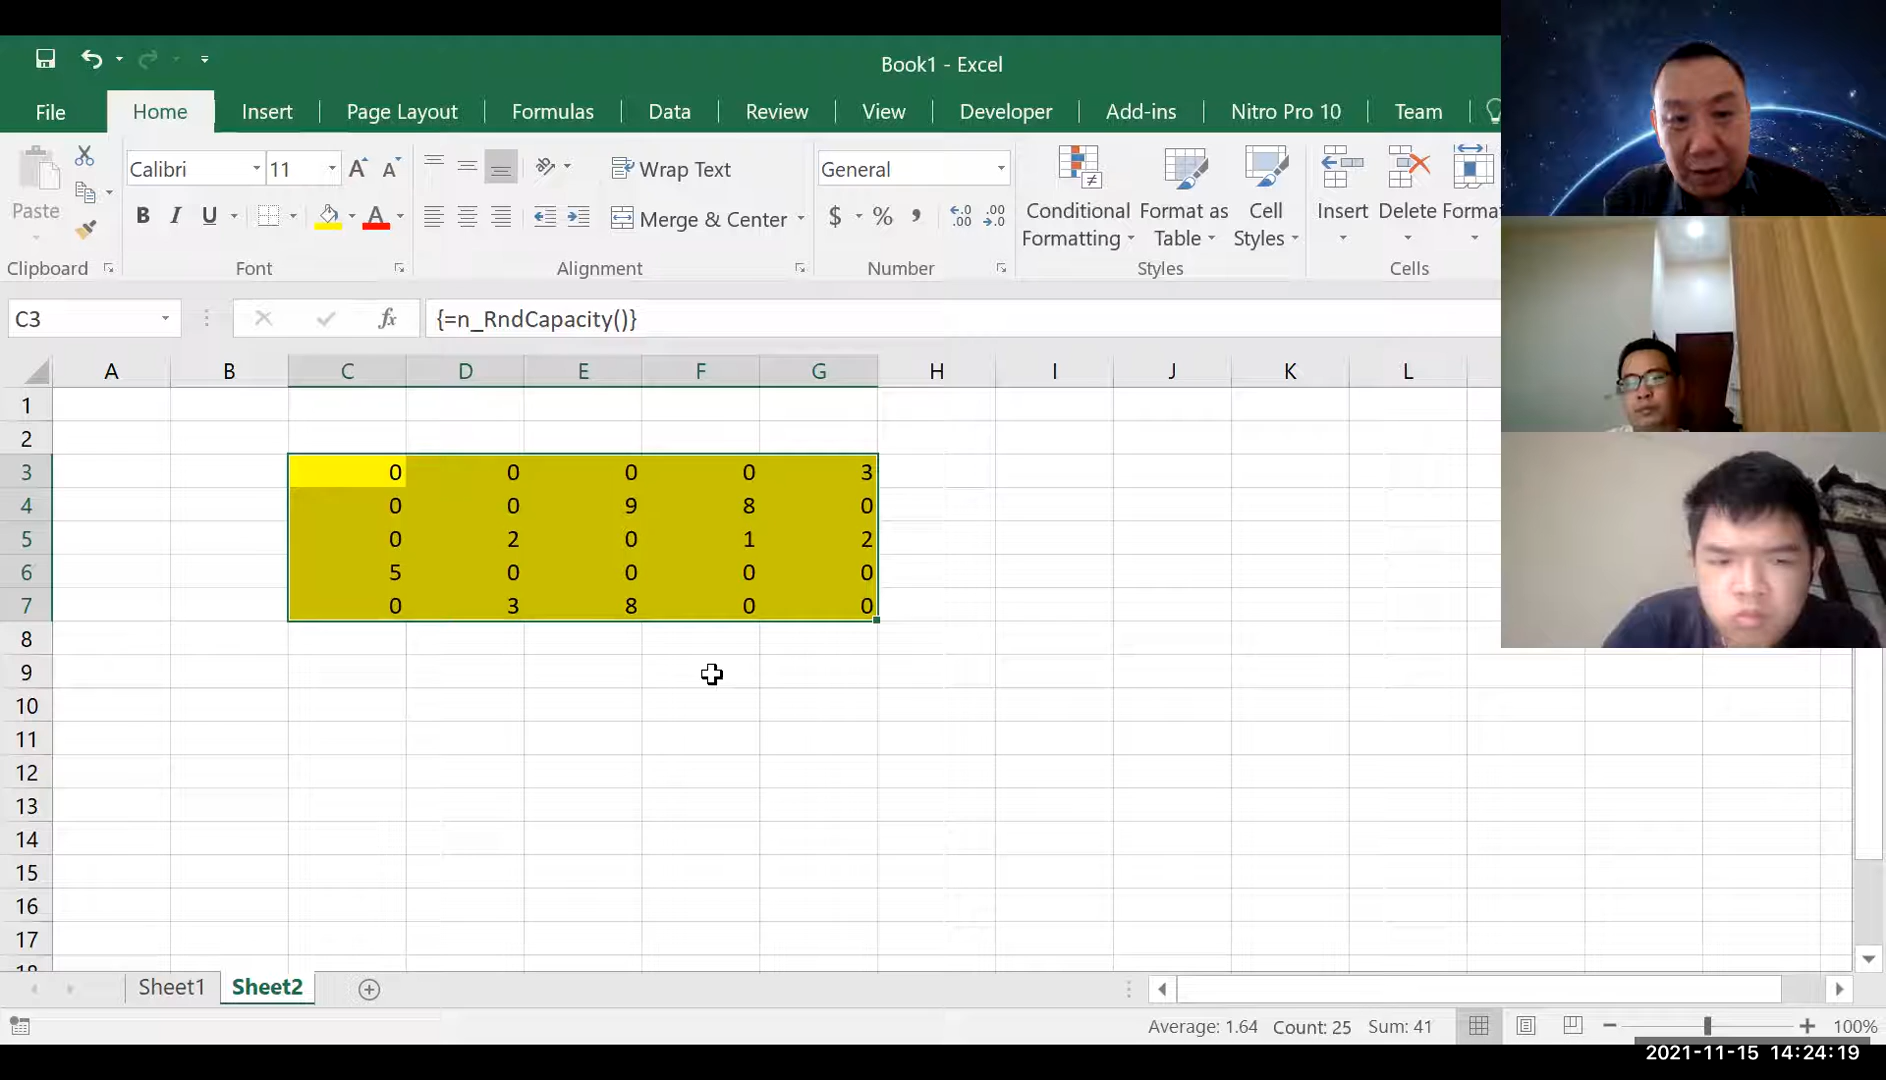 Book1 - Excel
File Home Insert Page Layout Formulas Data Review View Developer Add-ins Nitro Pro 10 Team
Calibri 11 Wrap Text General
Paste B I U Merge & Center $ % Conditional Formatting Format as Table Cell Styles Insert Delete Forma
Clipboard Font Alignment Number Styles Cells
C3 fx {=n_RndCapacity()}
A B C D E F G H I J K L
1
2
3 0 0 0 0 3
4 0 0 9 8 0
5 0 2 0 1 2
6 5 0 0 0 0
7 0 3 8 0 0
8
9
10
11
12
13
14
15
16
17
Sheet1 Sheet2
Average: 1.64 Count: 25 Sum: 41 100%
2021-11-15 14:24:19